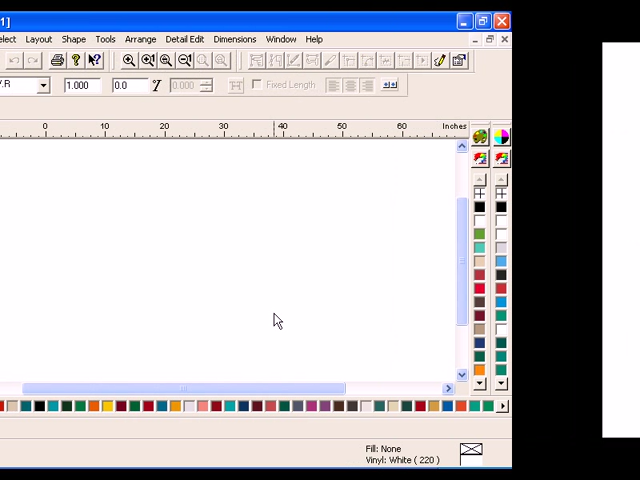 1]
elect Layout Shape Tools Arrange Detail Edit Dimensions Window Help
.R 1.000 0.0 0.000 Fixed Length
0 10 20 30 40 50 60 Inches
Fill: None
Vinyl: White ( 220 )